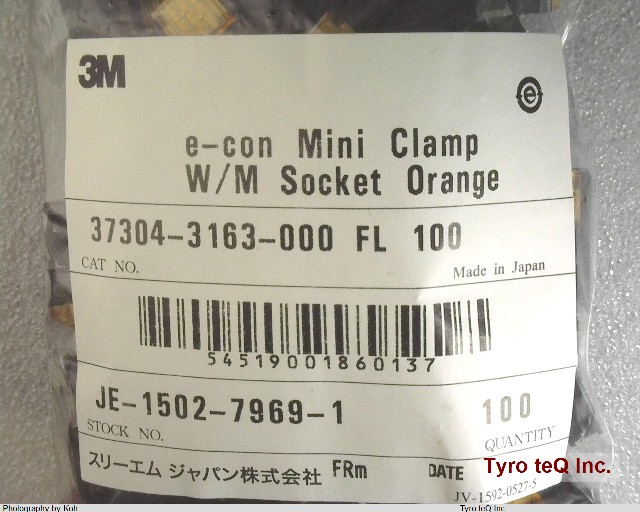 3M
e
e-con Mini Clamp
W/M Socket Orange
37304-3163-000 FL 100
CAT NO.
Made in Japan
54519001860137
JE-1502-7969-1
100
STOCK NO.
QUANTITY
スリーエム ジャパン株式会社 FRm
DATE
Tyro teQ Inc.
JV-1592-0527-5
Photography by Koh
Tyro teQ Inc